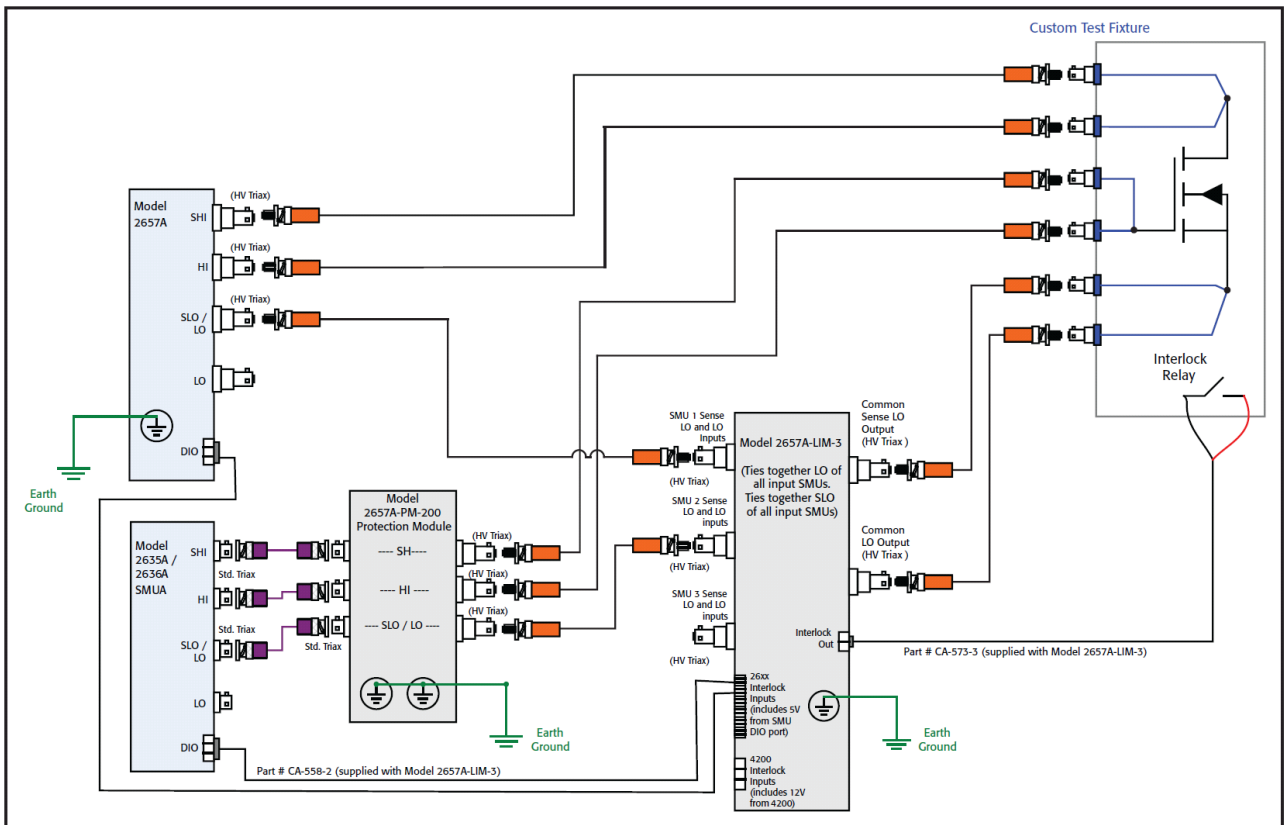 Custom Test Fixture
Model
2657A
SHI
(HV Triax)
HI
(HV Triax)
SLO /
LO
(HV Triax)
LO
DIO
Earth
Ground
Model
2635A /
2636A
SMUA
SHI
Std. Triax
HI
Std. Triax
SLO /
LO
Std. Triax
LO
DIO
Model
2657A-PM-200
Protection Module
---- SH----
(HV Triax)
---- HI ----
(HV Triax)
---- SLO / LO ----
(HV Triax)
Earth
Ground
Part # CA-558-2 (supplied with Model 2657A-LIM-3)
SMU 1 Sense
LO and LO
Inputs
(HV Triax)
SMU 2 Sense
LO and LO
inputs
(HV Triax)
SMU 3 Sense
LO and LO
inputs
(HV Triax)
Model 2657A-LIM-3
(Ties together LO of
all input SMUs.
Ties together SLO
of all input SMUs)
Common
Sense LO
Output
(HV Triax )
Common
LO Output
(HV Triax )
Interlock
Out
26xx
Interlock
Inputs
(includes 5V
from SMU
DIO port)
4200
Interlock
Inputs
(includes 12V
from 4200)
Earth
Ground
Part # CA-573-3 (supplied with Model 2657A-LIM-3)
Interlock
Relay